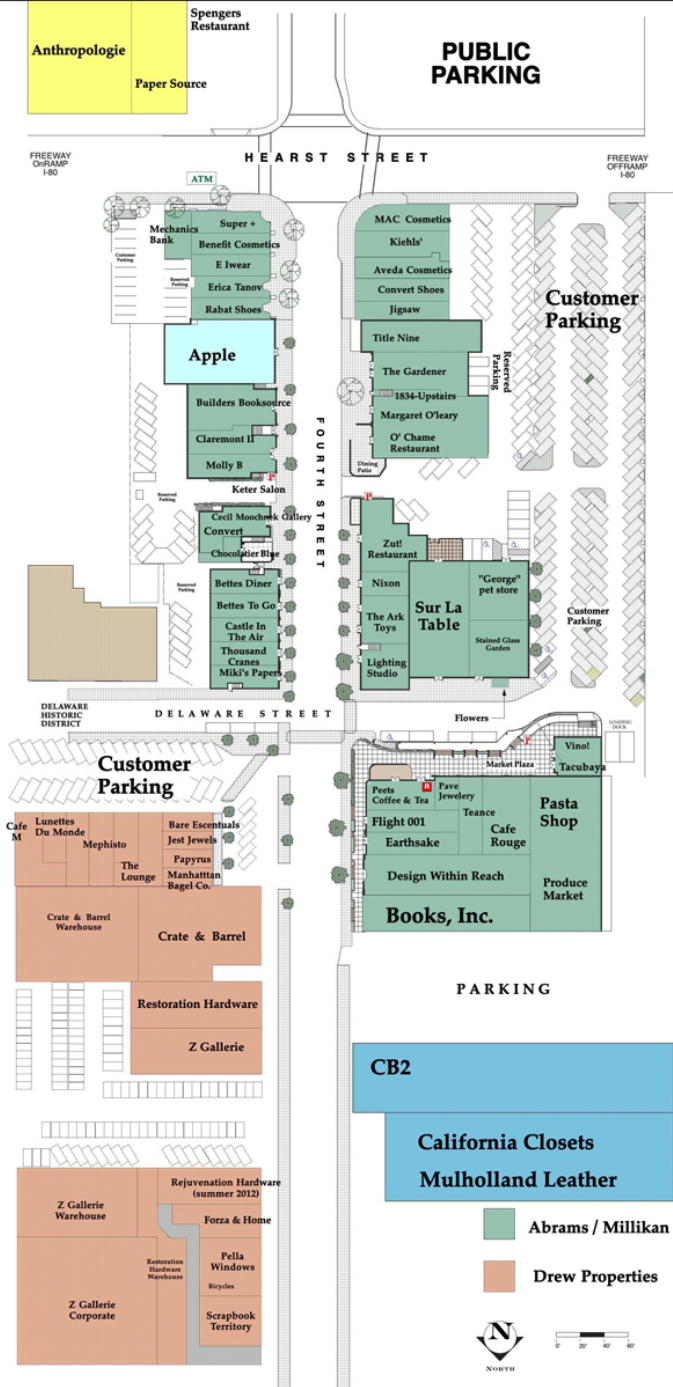 Spengers
Restaurant
Anthropologie
Paper Source
PUBLIC
PARKING
FREEWAY
OnRAMP
I-80
HEARST STREET
FREEWAY
OFFRAMP
I-80
ATM
Mechanics
Bank
Customer
Parking
Reserved
Parking
Super +
Benefit Cosmetics
E Iwear
Erica Tanov
Rabat Shoes
Apple
Builders Booksource
Claremont II
Molly B
Keter Salon
P
Reserved
Parking
Cecil Moochnek Gallery
Convert
Chocolatier Blue
Reserved
Parking
Bettes Diner
Bettes To Go
Castle In
The Air
Thousand
Cranes
Miki's Papers
FOURTH STREET
MAC Cosmetics
Kiehls'
Aveda Cosmetics
Convert Shoes
Jigsaw
Title Nine
The Gardener
1834-Upstairs
Margaret O'leary
O' Chame
Restaurant
Reserved
Parking
Dining
Patio
Customer
Parking
P
Zut!
Restaurant
Nixon
The Ark
Toys
Lighting
Studio
Sur La
Table
"George"
pet store
Stained Glass
Garden
Customer
Parking
Flowers
DELAWARE
HISTORIC
DISTRICT
DELAWARE STREET
LOADING
DOCK
P
Market Plaza
Vino!
Tacubaya
Customer
Parking
Peets
Coffee & Tea
R
Pave
Jewelery
Flight 001
Earthsake
Teance
Cafe
Rouge
Pasta
Shop
Design Within Reach
Produce
Market
Books, Inc.
Cafe
M
Lunettes
Du Monde
Mephisto
The
Lounge
Bare Escentuals
Jest Jewels
Papyrus
Manhatttan
Bagel Co.
Crate & Barrel
Warehouse
Crate & Barrel
Restoration Hardware
Z Gallerie
PARKING
CB2
California Closets
Mulholland Leather
Z Gallerie
Warehouse
Rejuvenation Hardware
(summer 2012)
Forza & Home
Restoration
Hardware
Warehouse
Pella
Windows
Bicycles
Z Gallerie
Corporate
Scrapbook
Territory
Abrams / Millikan
Drew Properties
N
NORTH
0' 20' 40' 60'